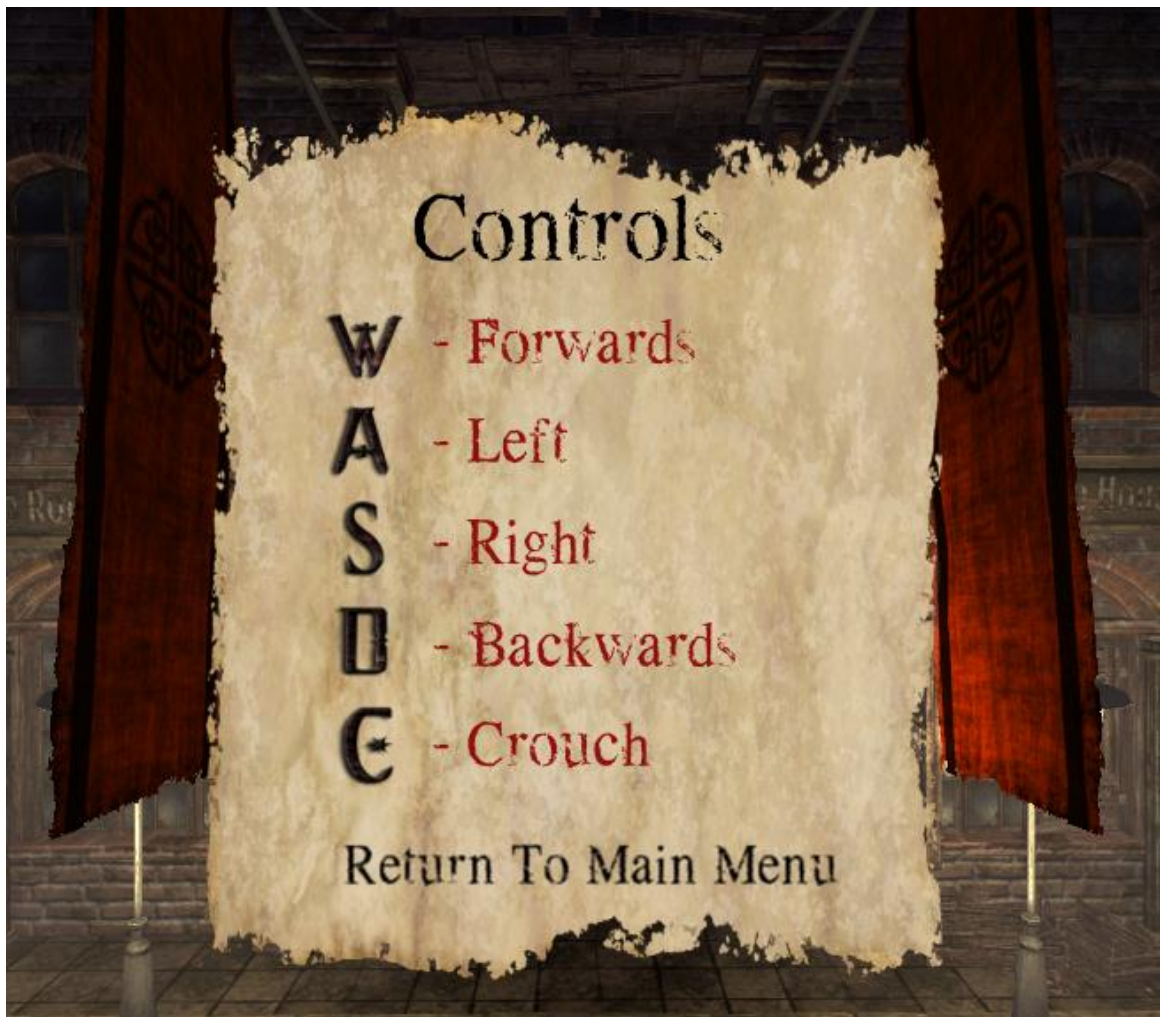 Controls
W - Forwards
A - Left
S - Right
D - Backwards
C - Crouch
Return To Main Menu